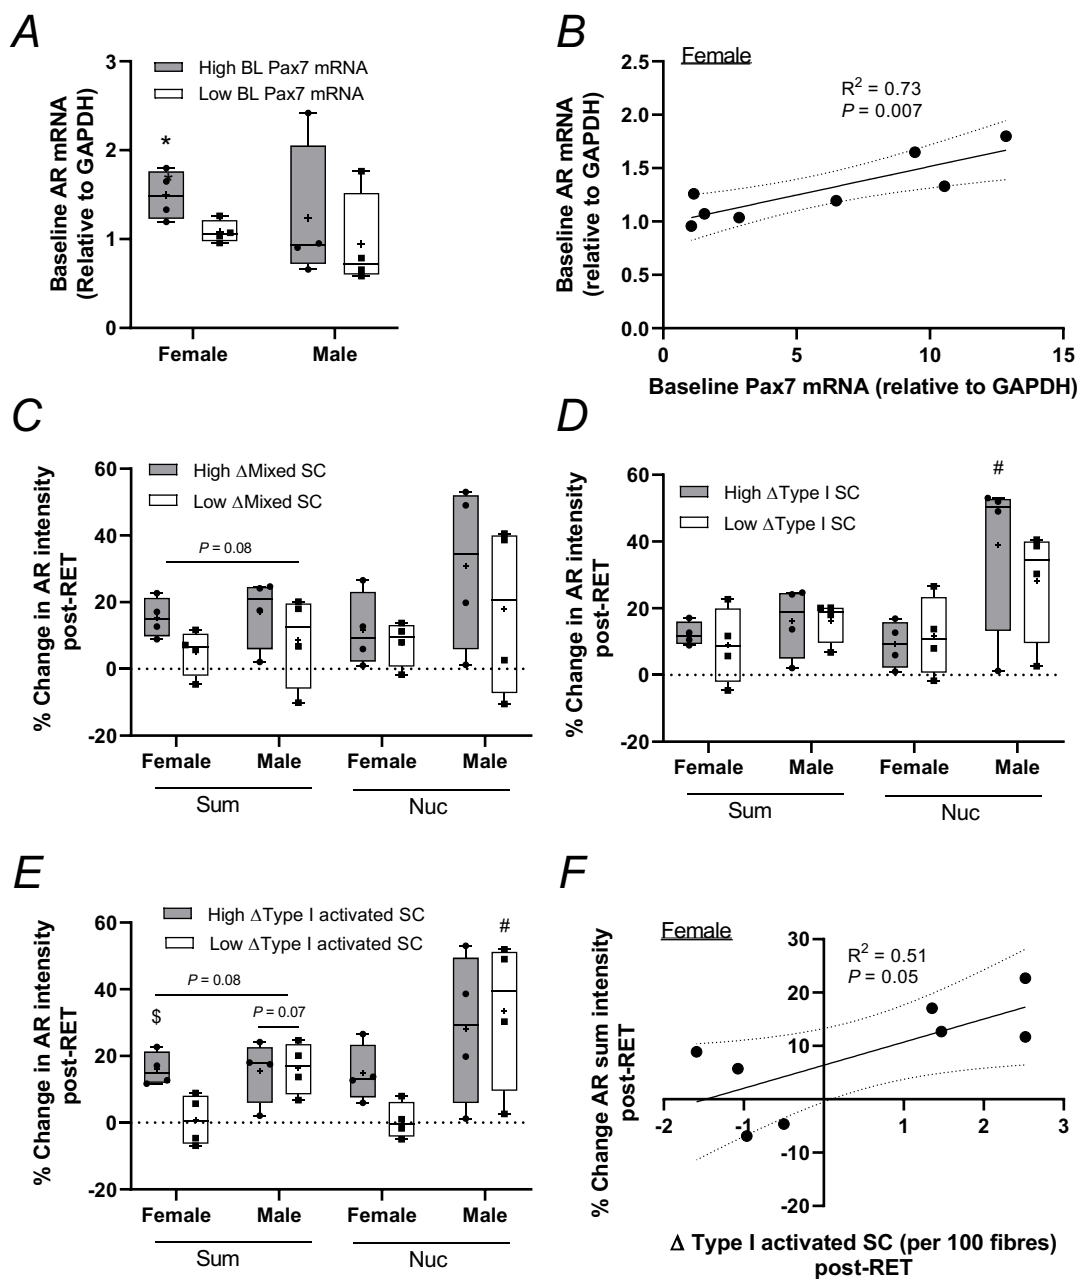 A
3
High BL Pax7 mRNA
Low BL Pax7 mRNA
*
2
1
0
Baseline AR mRNA
(Relative to GAPDH)
Female
Male
B
Female
2.5
R² = 0.73
P = 0.007
2.0
1.5
1.0
0.5
0.0
Baseline AR mRNA
(relative to GAPDH)
0
5
10
15
Baseline Pax7 mRNA (relative to GAPDH)
C
High ΔMixed SC
Low ΔMixed SC
P = 0.08
60
40
20
0
-20
% Change in AR intensity
post-RET
Female
Male
Female
Male
Sum
Nuc
D
High ΔType I SC
Low ΔType I SC
#
60
40
20
0
-20
% Change in AR intensity
post-RET
Female
Male
Female
Male
Sum
Nuc
E
High ΔType I activated SC
Low ΔType I activated SC
P = 0.08
P = 0.07
$
#
60
40
20
0
-20
% Change in AR intensity
post-RET
Female
Male
Female
Male
Sum
Nuc
F
Female
R² = 0.51
P = 0.05
30
20
10
-10
-20
% Change AR sum intensity
post-RET
-2
-1
1
2
3
Δ Type I activated SC (per 100 fibres)
post-RET